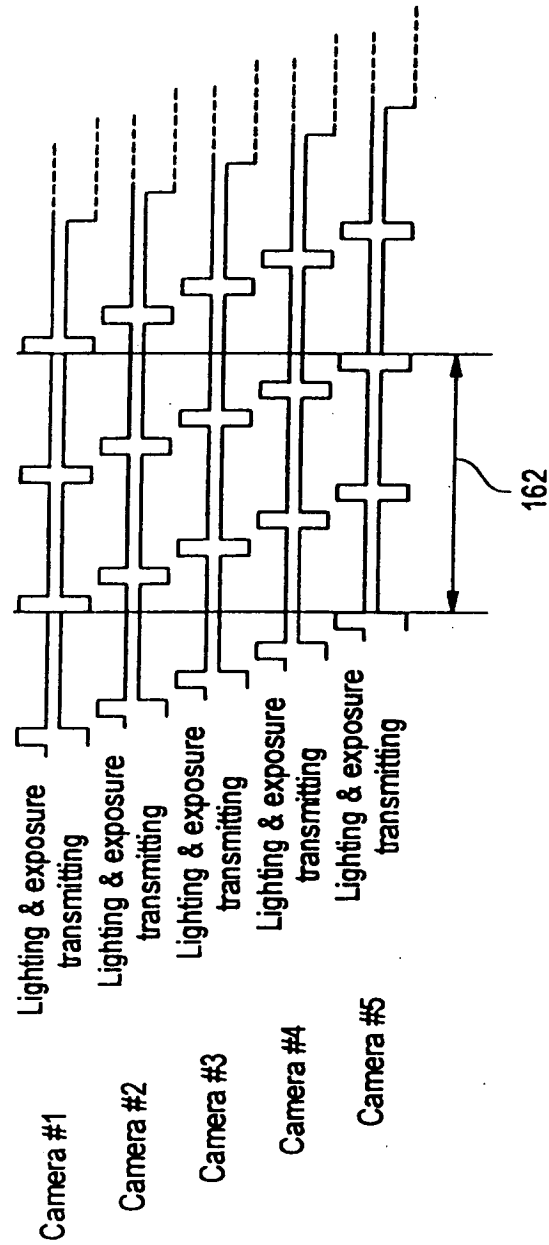 Camera #1
Lighting & exposure
transmitting
Camera #2
Lighting & exposure
transmitting
Camera #3
Lighting & exposure
transmitting
Camera #4
Lighting & exposure
transmitting
Camera #5
Lighting & exposure
transmitting
162